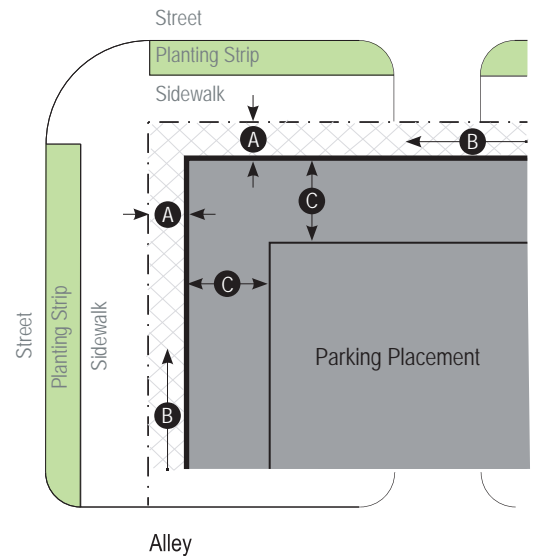 Street
Planting Strip
Sidewalk
A
B
A
C
C
Parking Placement
Street
Planting Strip
Sidewalk
B
Alley